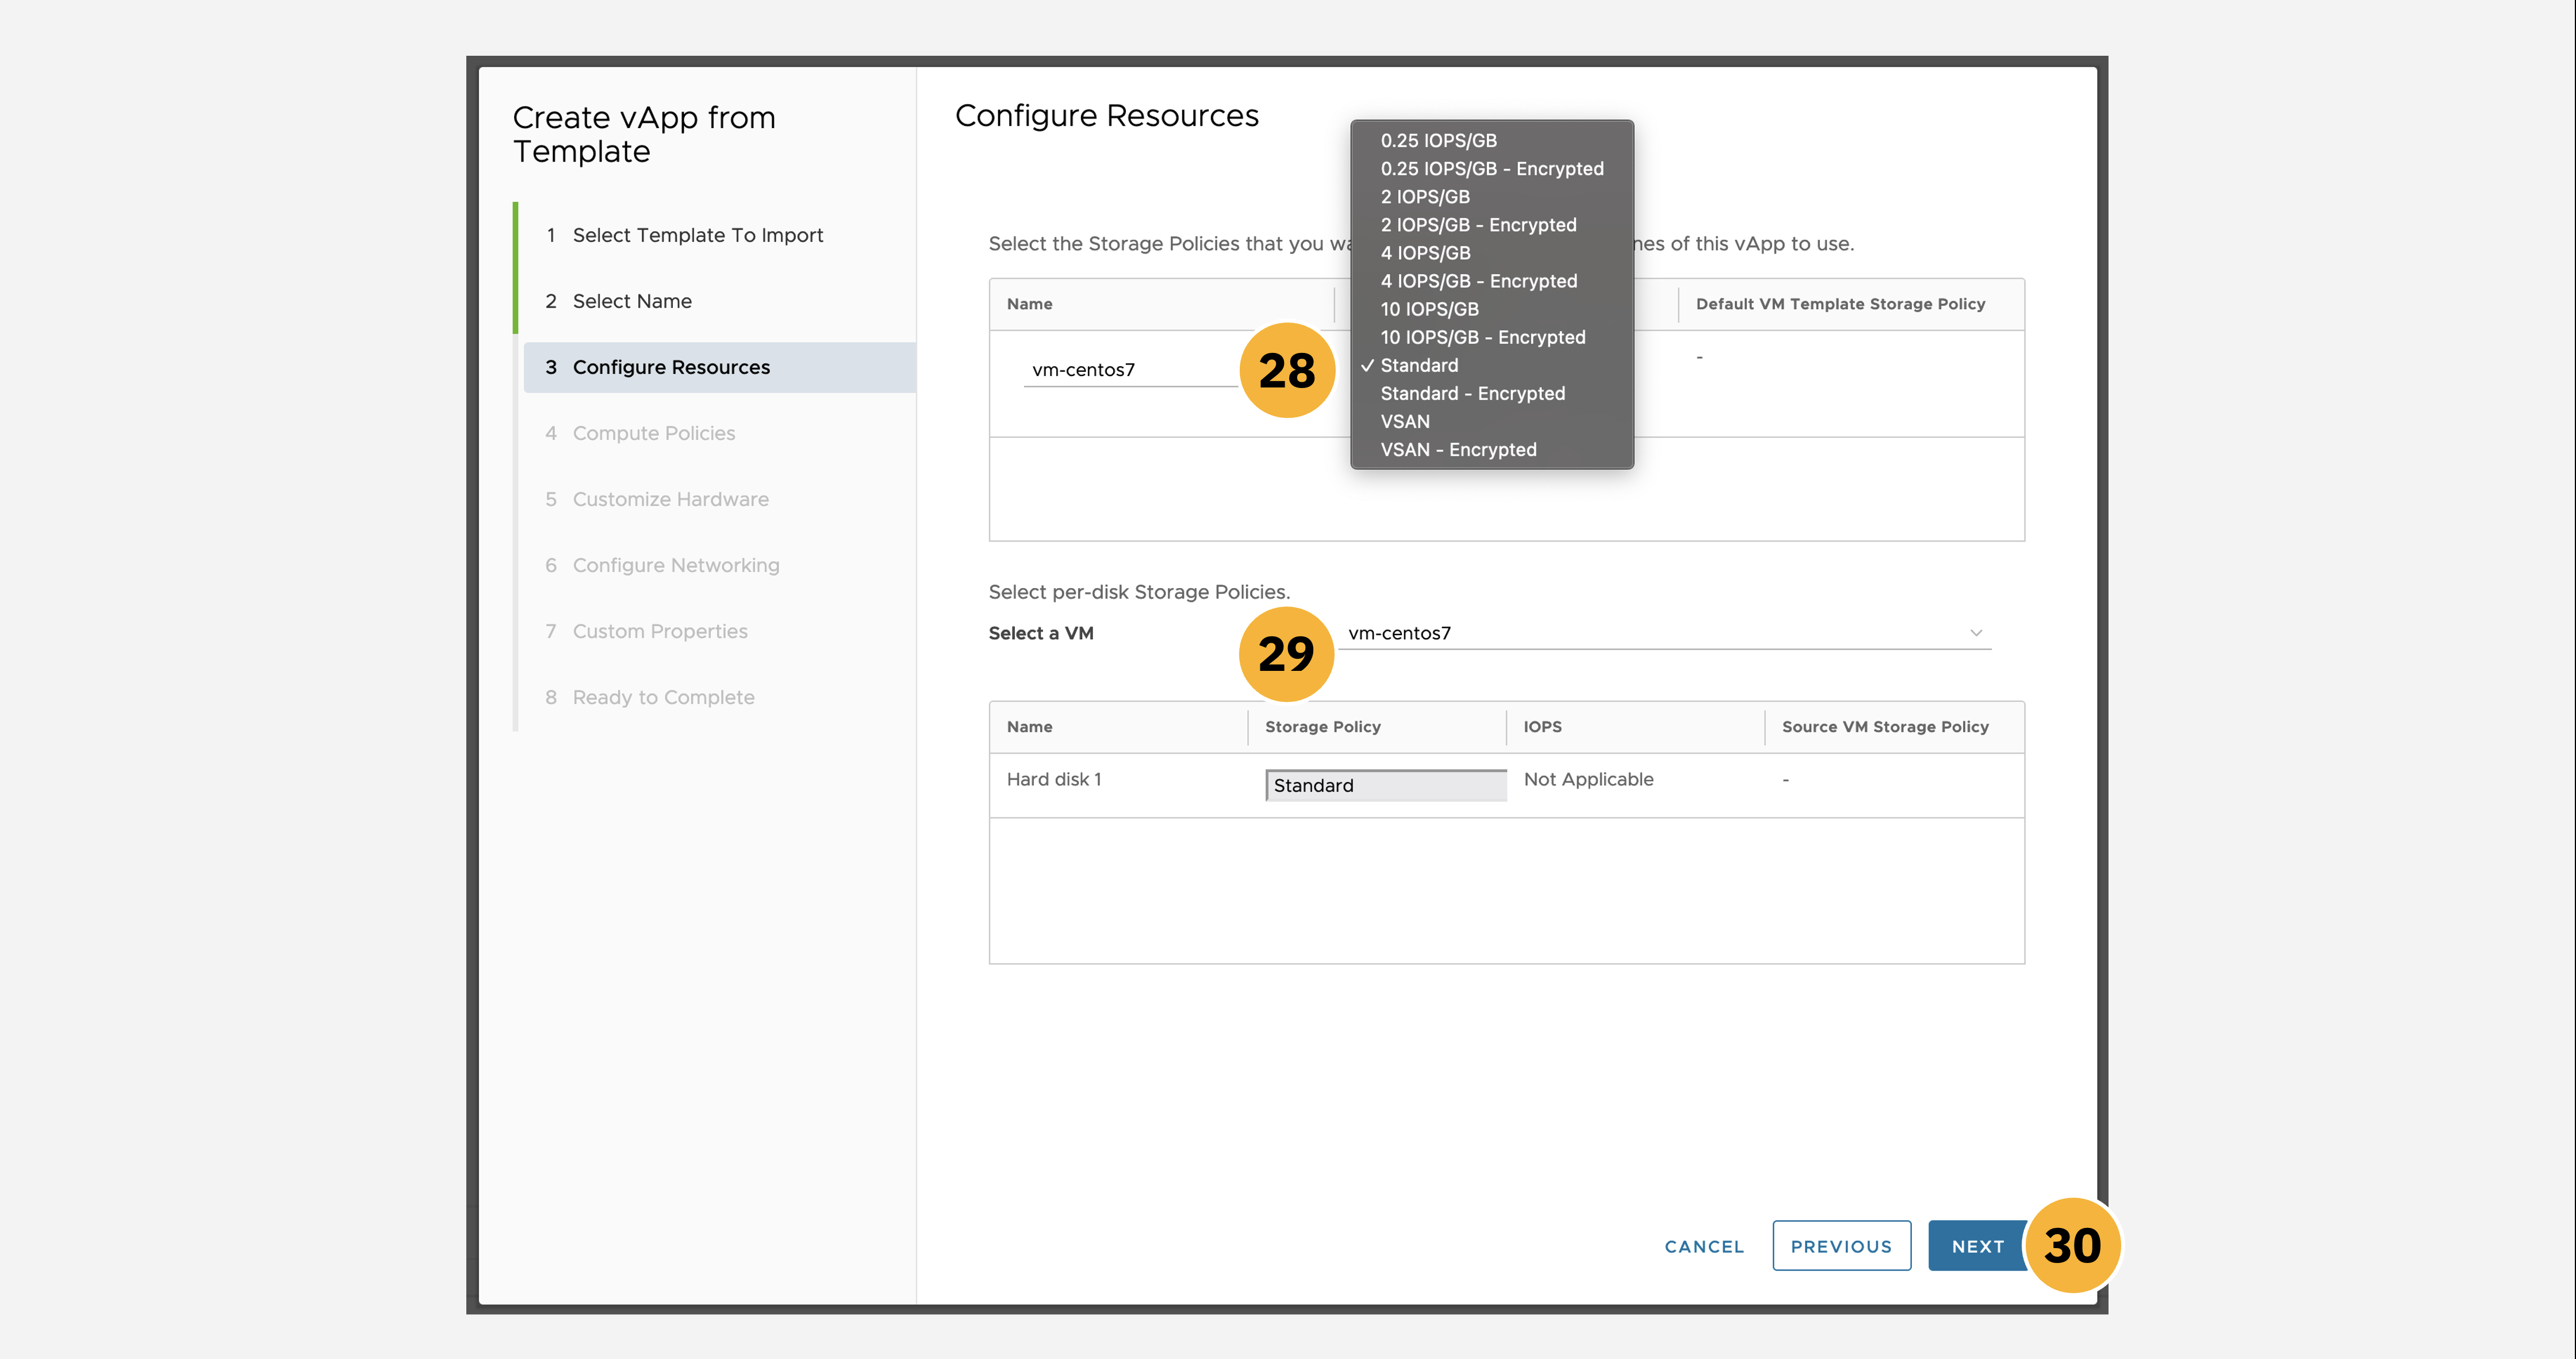 Create vApp from
Template
1 Select Template To Import
2 Select Name
3 Configure Resources
4 Compute Policies
5 Customize Hardware
6 Configure Networking
7 Custom Properties
8 Ready to Complete
Configure Resources
0.25 IOPS/GB
0.25 IOPS/GB - Encrypted
2 IOPS/GB
2 IOPS/GB - Encrypted
4 IOPS/GB
4 IOPS/GB - Encrypted
10 IOPS/GB
10 IOPS/GB - Encrypted
✓ Standard
Standard - Encrypted
VSAN
VSAN - Encrypted
Select the Storage Policies that you of this vApp to use.
Name Default VM Template Storage Policy
vm-centos7 28 -
Select per-disk Storage Policies.
Select a VM 29 vm-centos7
Name Storage Policy IOPS Source VM Storage Policy
Hard disk 1 Standard Not Applicable -
CANCEL PREVIOUS NEXT 30